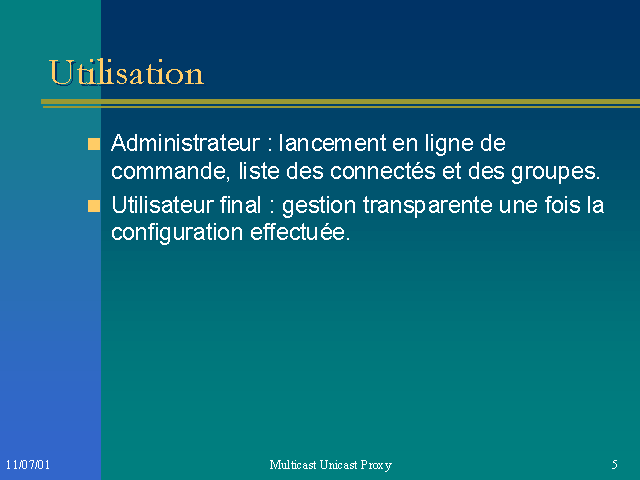 Utilisation
Administrateur : lancement en ligne de
commande, liste des connectés et des groupes.
Utilisateur final : gestion transparente une fois la
configuration effectuée.
11/07/01
Multicast Unicast Proxy
5